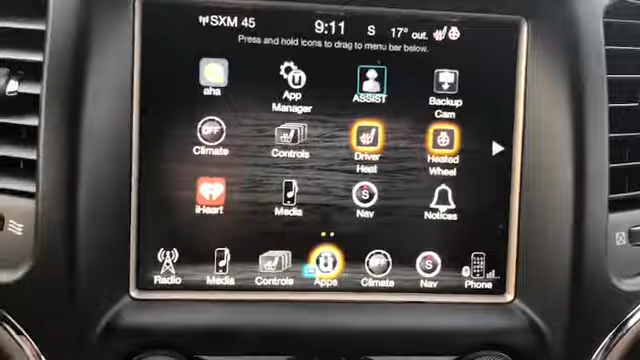 SXM 45 9:11 S 17° out.
Press and hold icons to drag to menu bar below.
aha App Manager ASSIST Backup Cam
OFF
Climate Controls Driver Heat Heated Wheel
iHeart Media S Nav Notices
Radio Media Controls Apps OFF Climate S Nav Phone